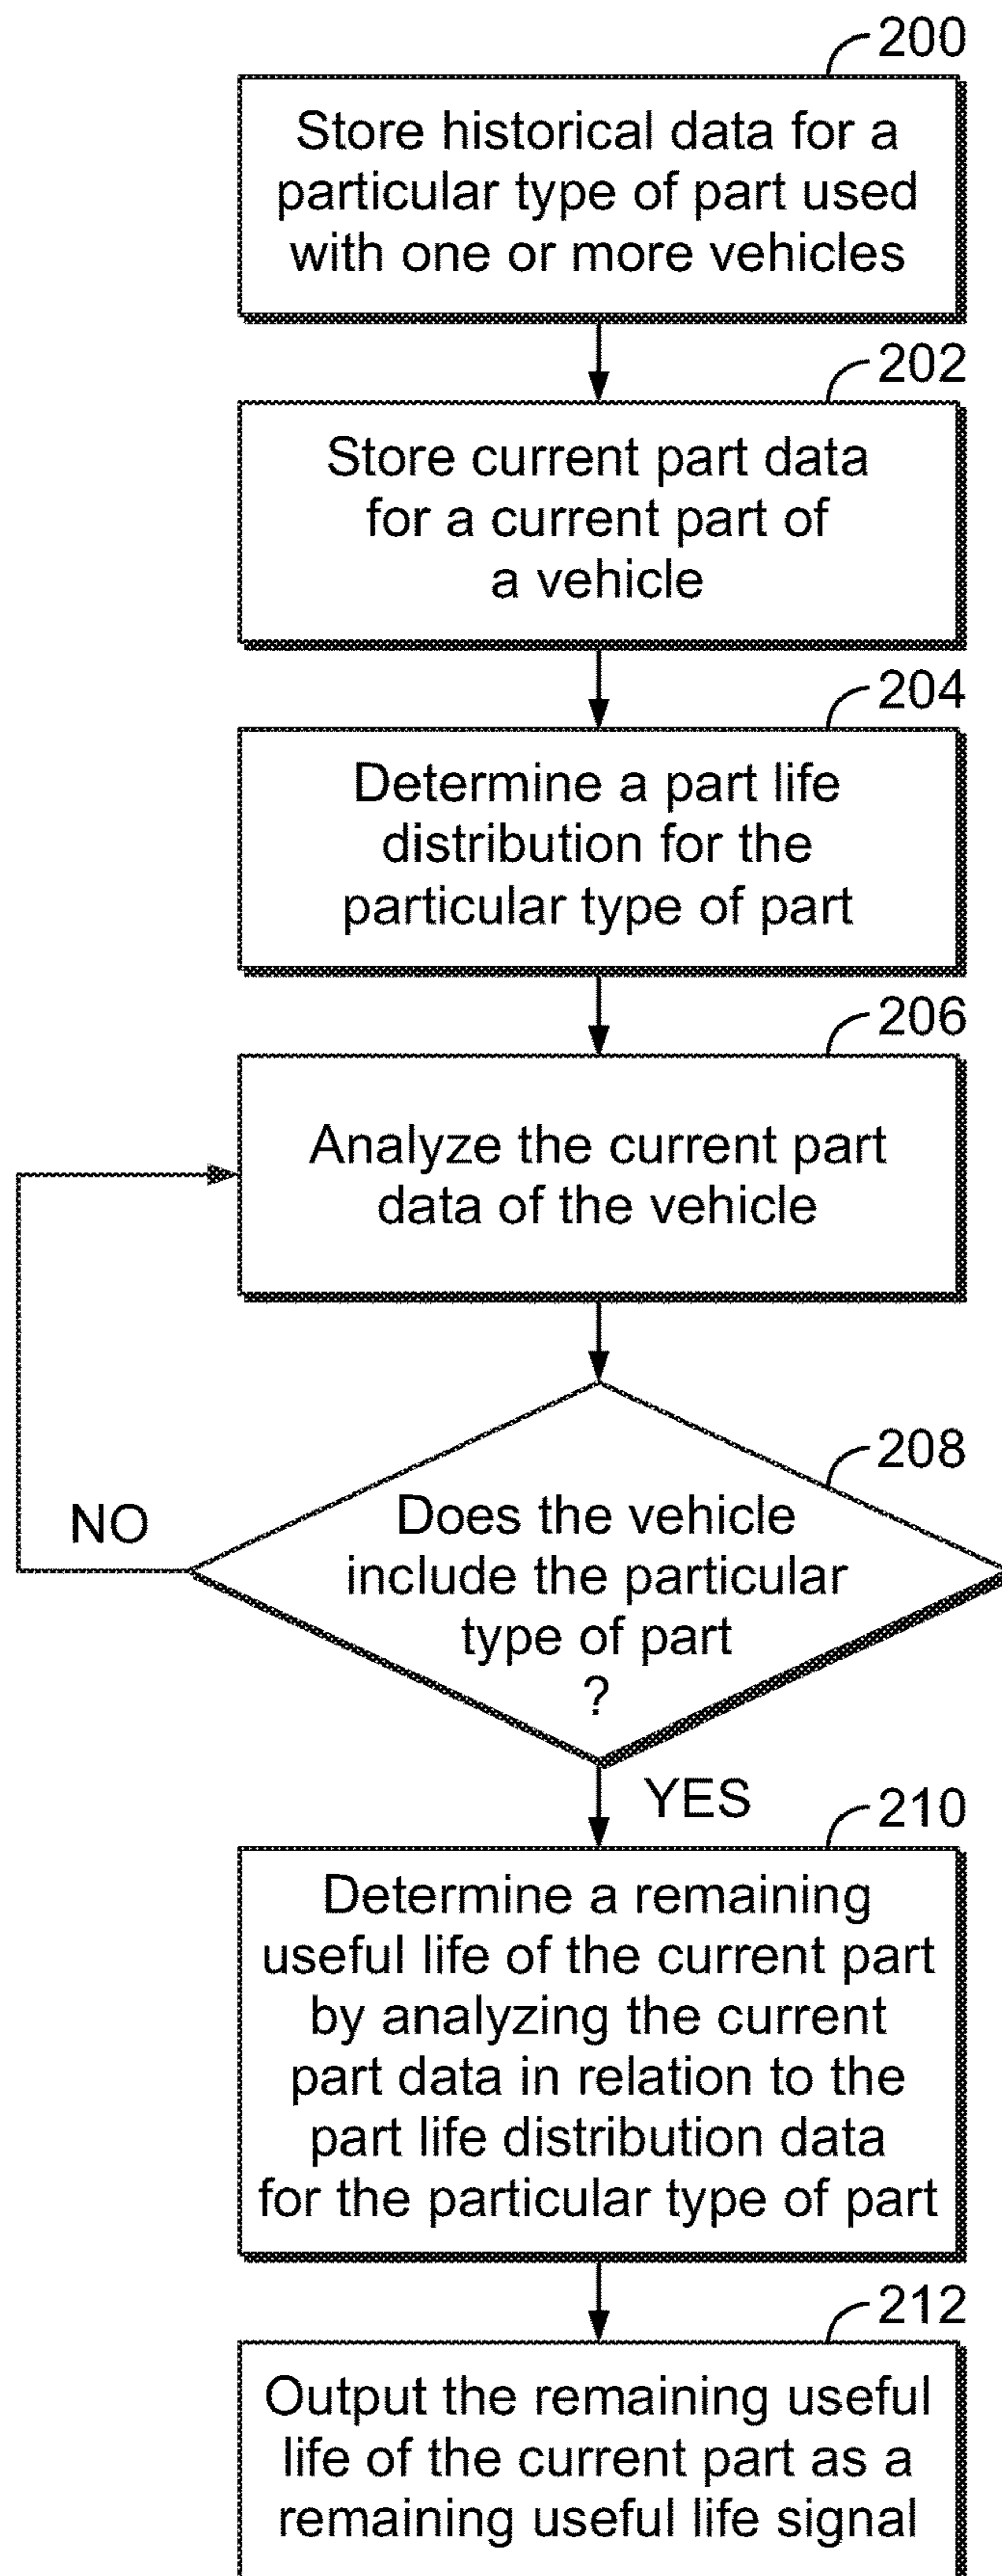 200
Store historical data for a
particular type of part used
with one or more vehicles
202
Store current part data
for a current part of
a vehicle
204
Determine a part life
distribution for the
particular type of part
206
Analyze the current part
data of the vehicle
208
Does the vehicle
include the particular
type of part
?
NO
YES
210
Determine a remaining
useful life of the current part
by analyzing the current
part data in relation to the
part life distribution data
for the particular type of part
212
Output the remaining useful
life of the current part as a
remaining useful life signal